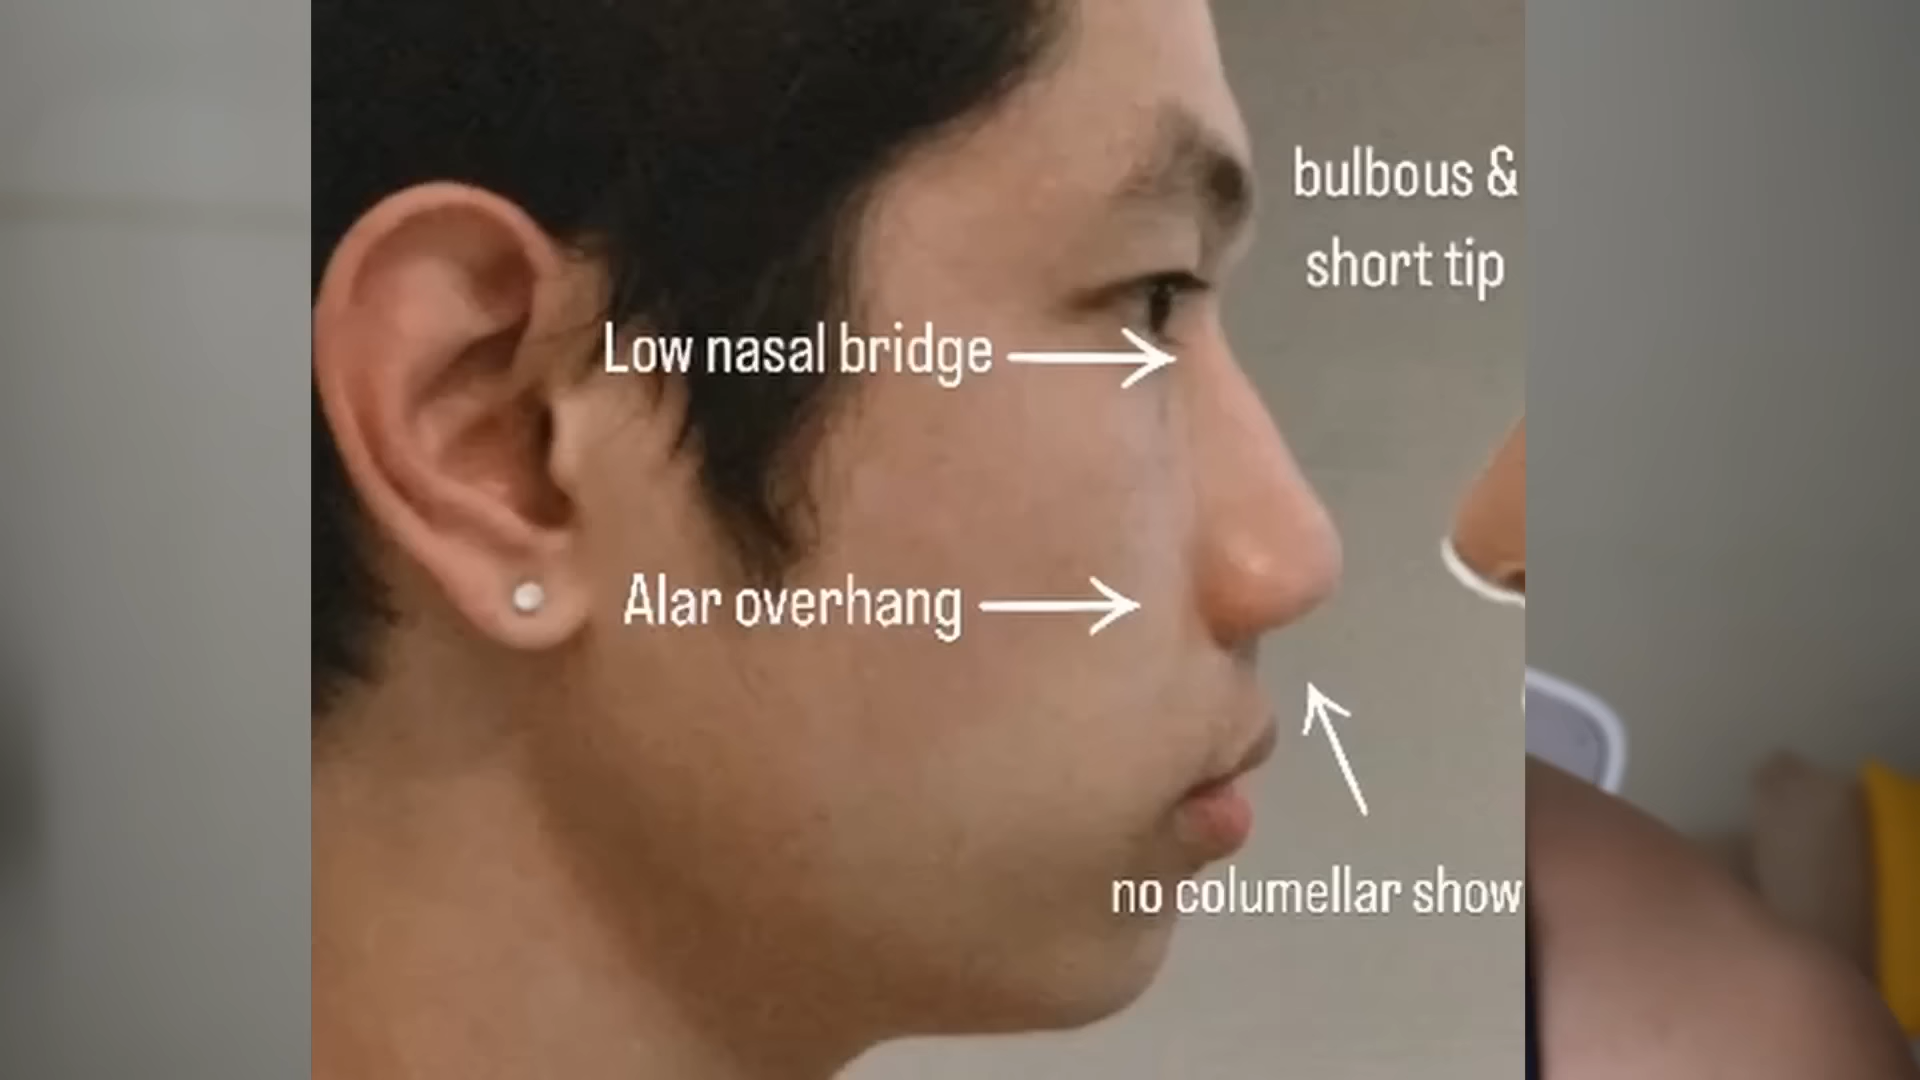 bulbous &
short tip
Low nasal bridge
Alar overhang
no columellar show